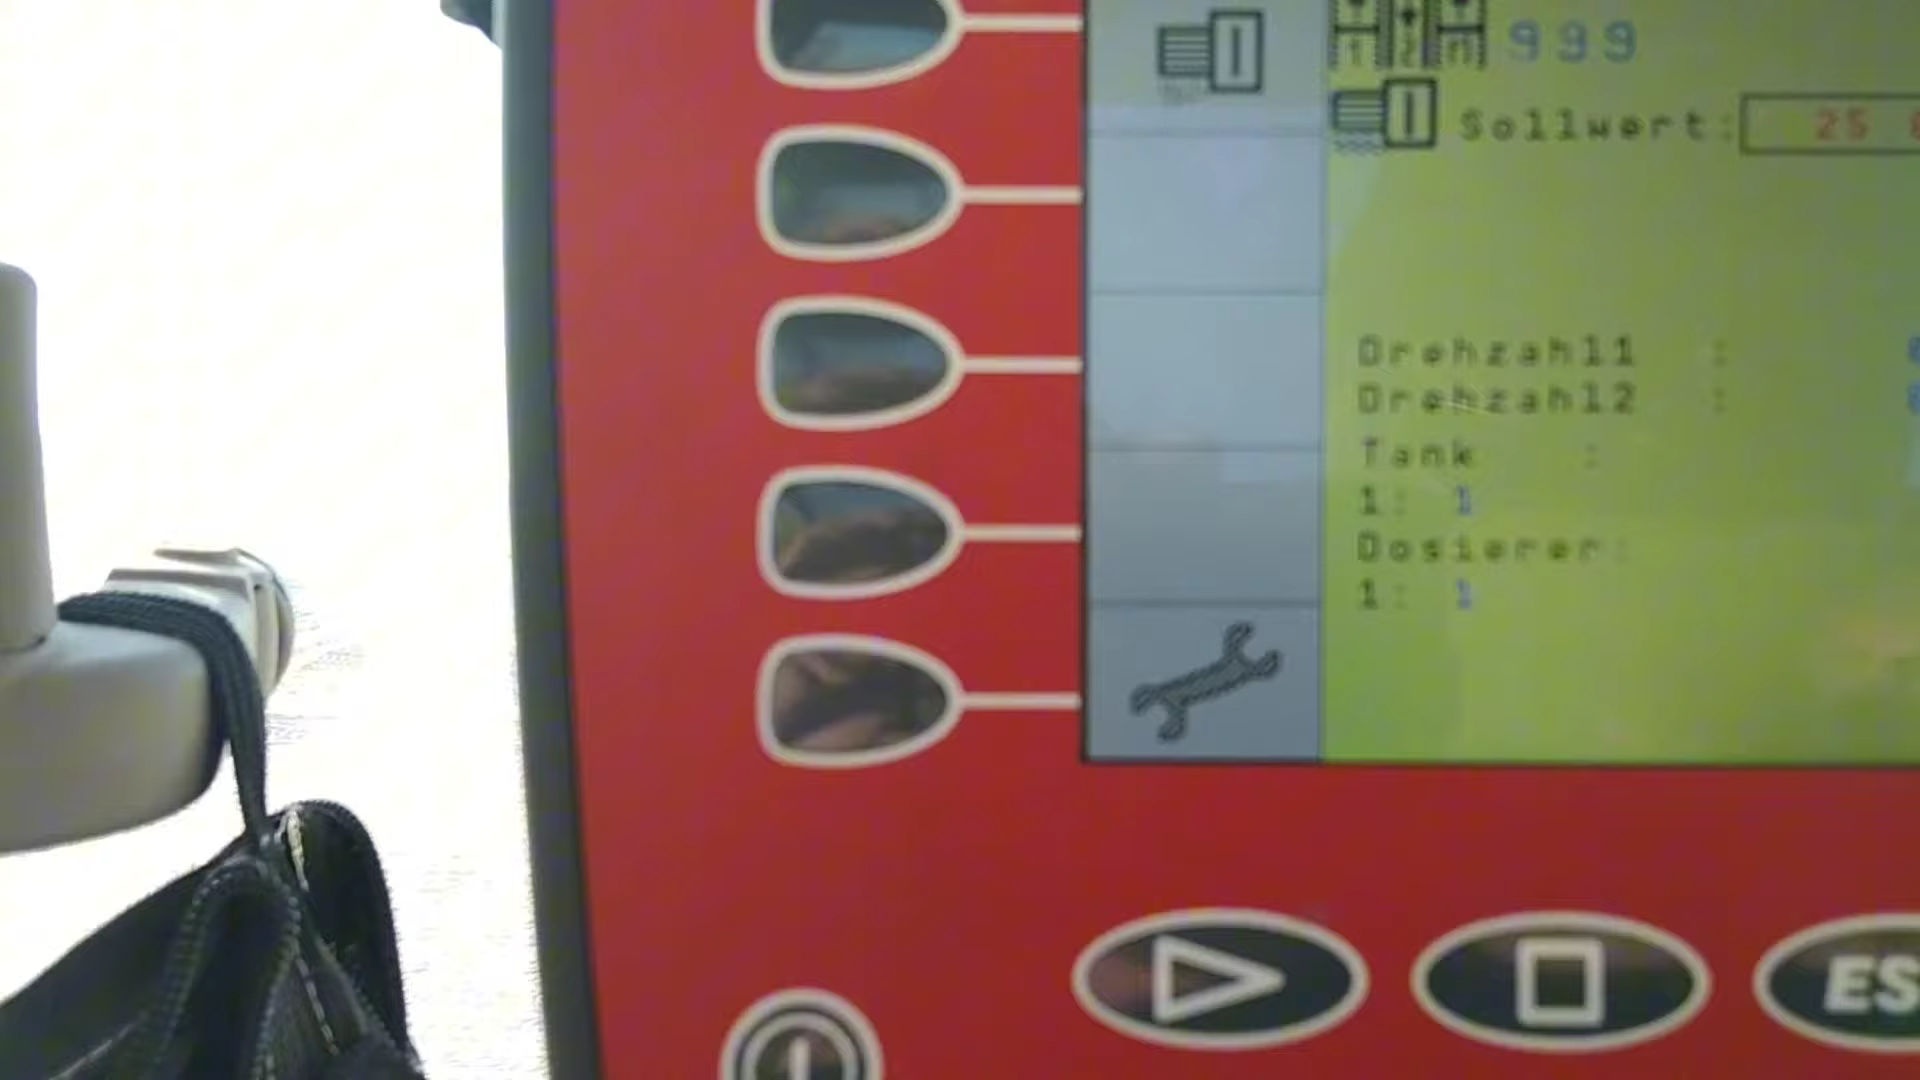 999
Sollwert: 25
Drehzahl1 :
Drehzahl2 :
Tank :
1: 1
Dosierer:
1: 1
ES